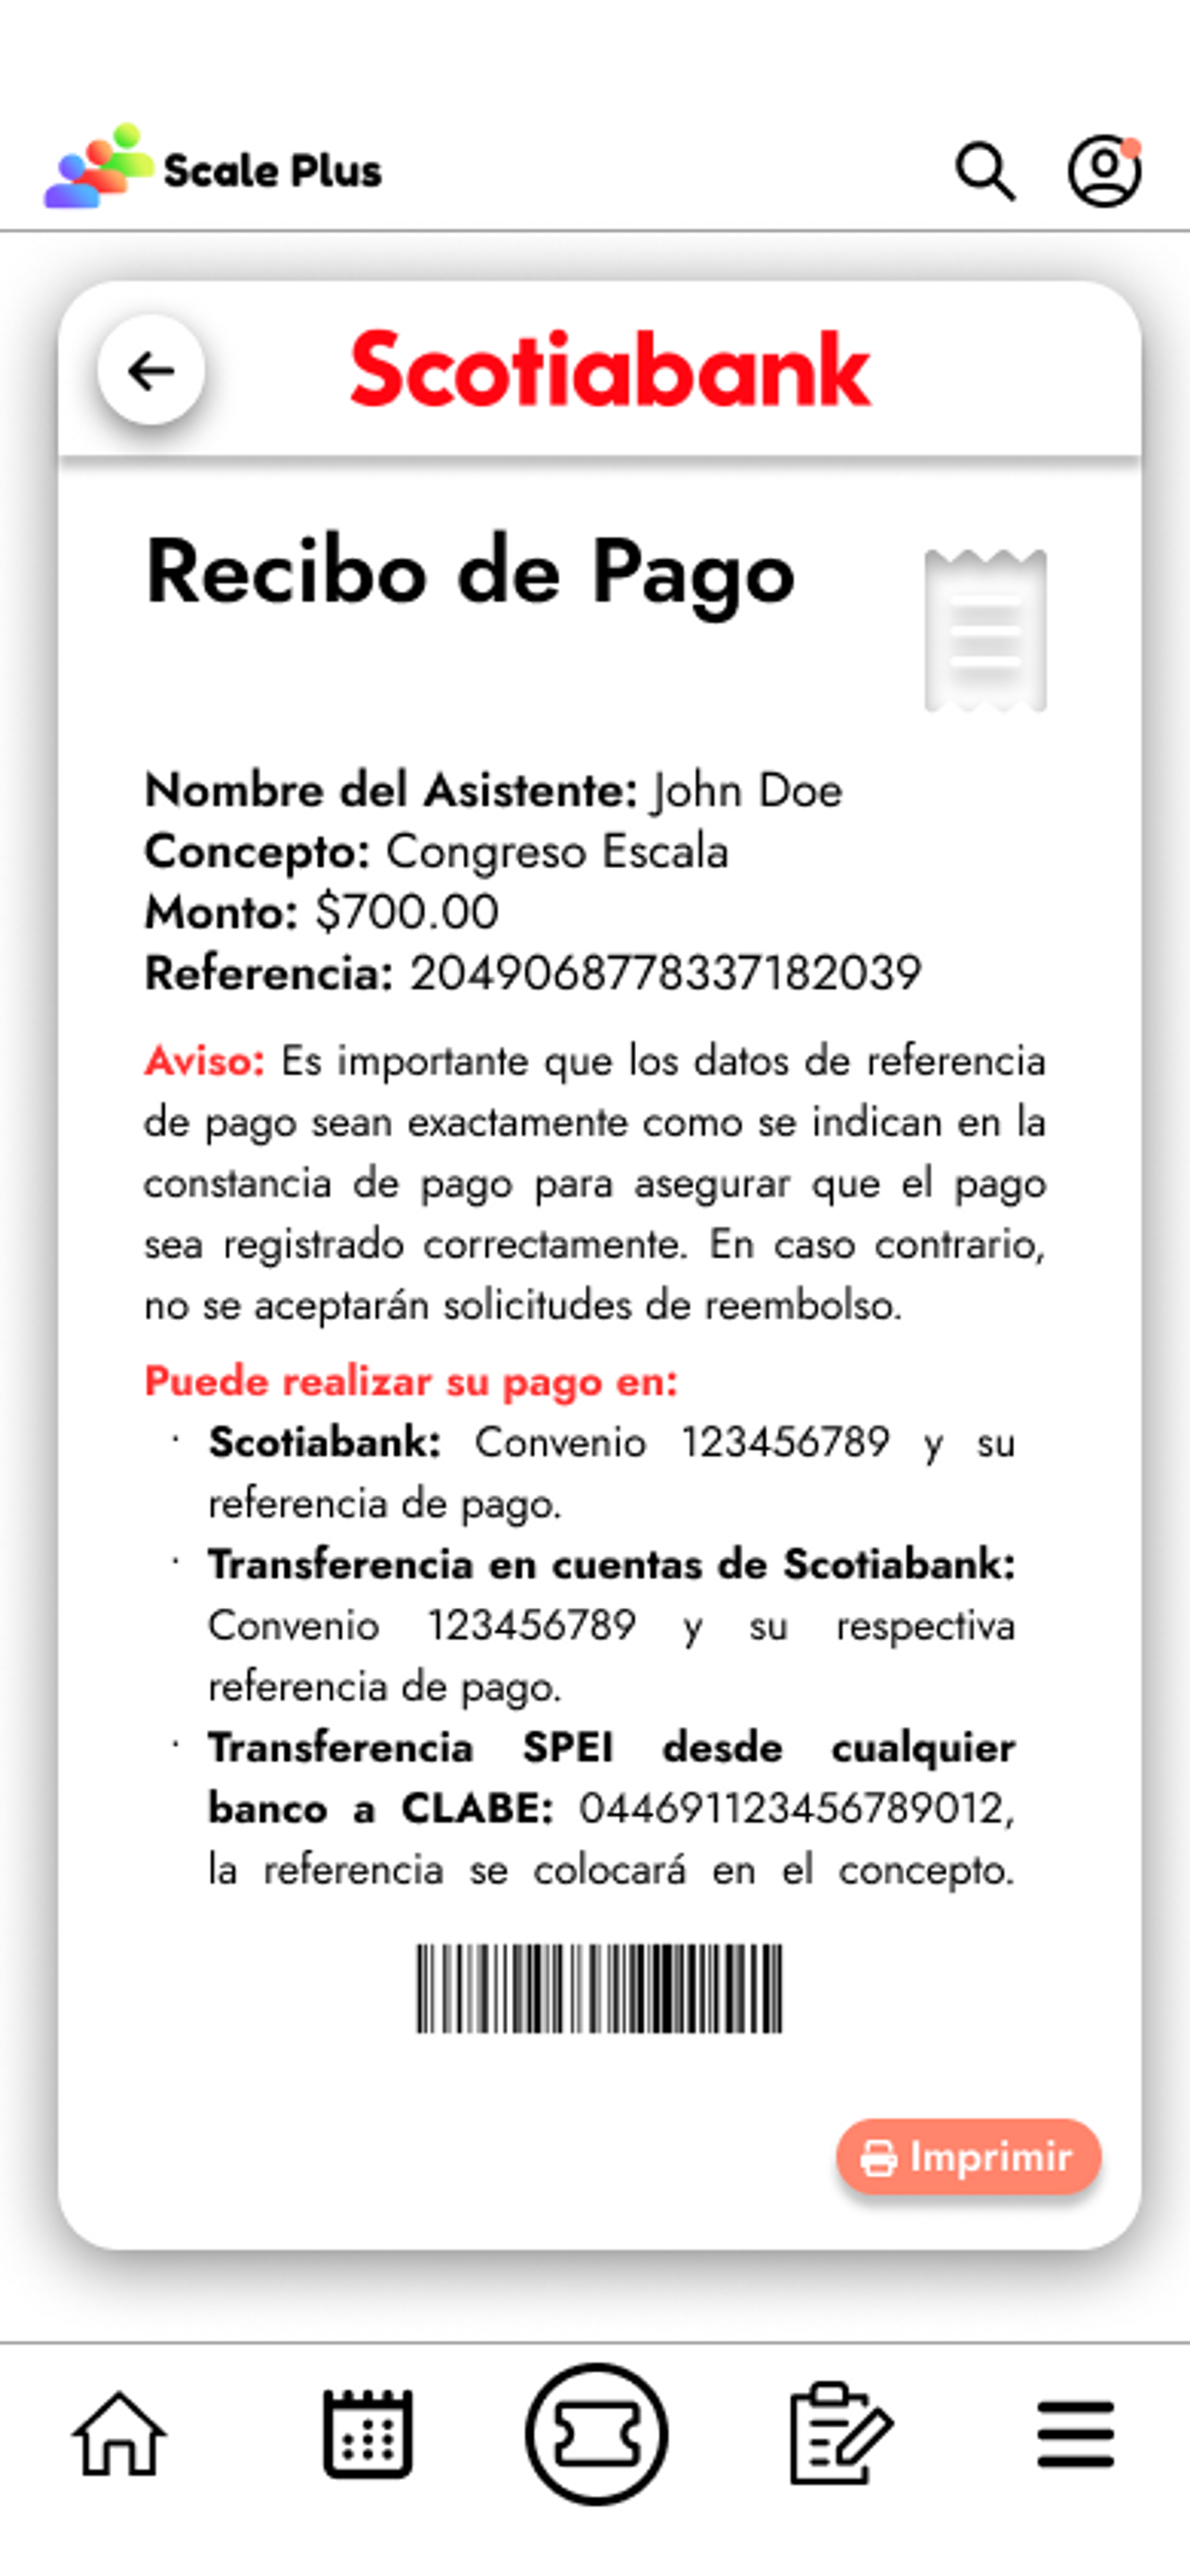 Scale Plus
Scotiabank
Recibo de Pago
Nombre del Asistente: John Doe
Concepto: Congreso Escala
Monto: $700.00
Referencia: 2049068778337182039
Aviso: Es importante que los datos de referencia
de pago sean exactamente como se indican en la
constancia de pago para asegurar que el pago
sea registrado correctamente. En caso contrario,
no se aceptarán solicitudes de reembolso.
Puede realizar su pago en:
· Scotiabank: Convenio 123456789 y su
referencia de pago.
· Transferencia en cuentas de Scotiabank:
Convenio 123456789 y su respectiva
referencia de pago.
· Transferencia SPEI desde cualquier
banco a CLABE: 044691123456789012,
la referencia se colocará en el concepto.
Imprimir